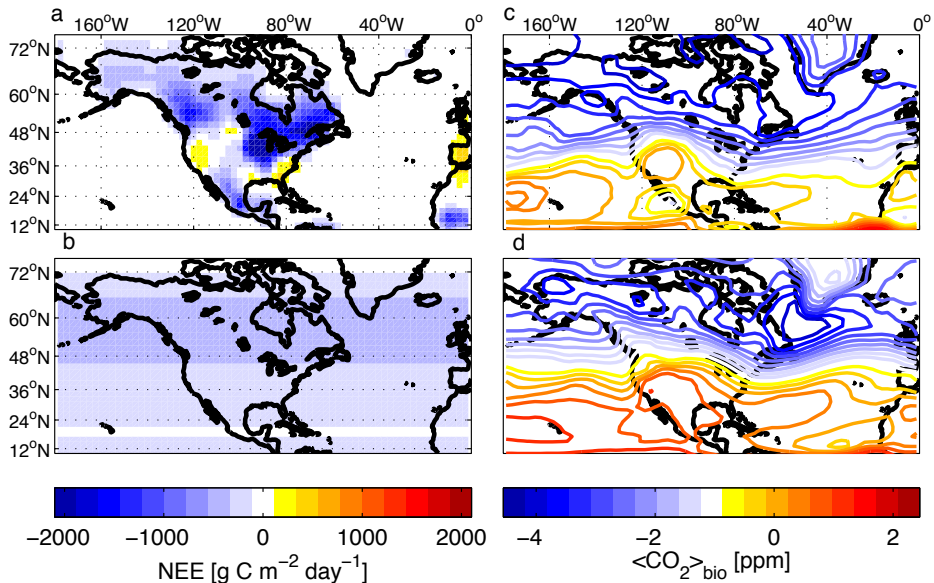 a
120°W 80°W 0°
160°W 40°W
72°N
60°N
48°N
36°N
24°N
12°N
c
160°W 120°W 80°W 40°W 0°
b
72°N
60°N
48°N
36°N
24°N
12°N
d
−2000 −1000 0 1000 2000
NEE [g C m−2 day−1]
−4 −2 0 2
<CO2>bio [ppm]